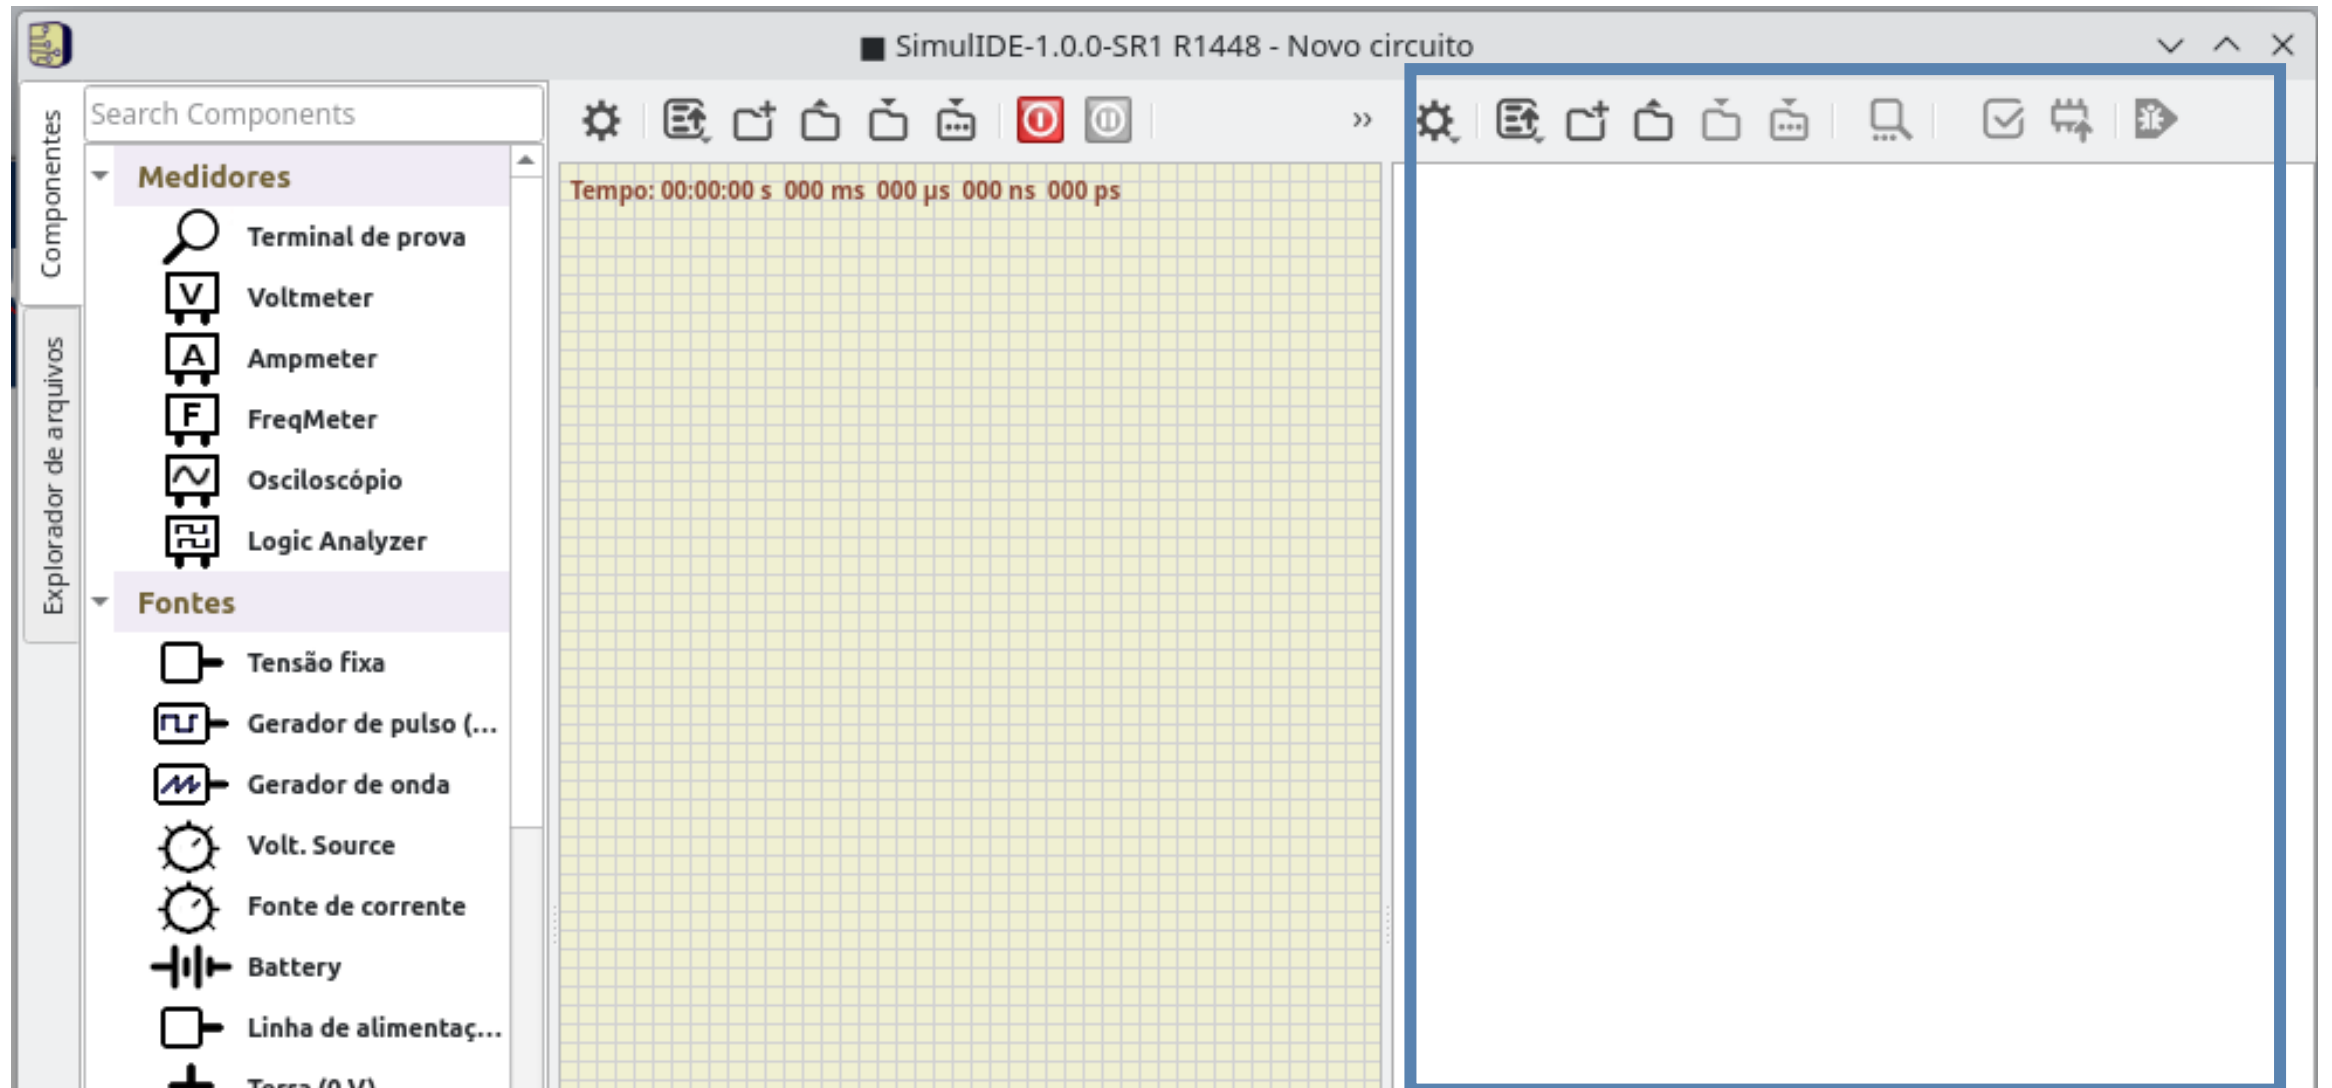 SimulIDE-1.0.0-SR1 R1448 - Novo circuito
Componentes
Explorador de arquivos
Search Components
Medidores
Terminal de prova
Voltmeter
Ampmeter
FreqMeter
Osciloscópio
Logic Analyzer
Fontes
Tensão fixa
Gerador de pulso (...
Gerador de onda
Volt. Source
Fonte de corrente
Battery
Linha de alimentaç...
Terra (0 V)
Tempo: 00:00:00 s 000 ms 000 µs 000 ns 000 ps